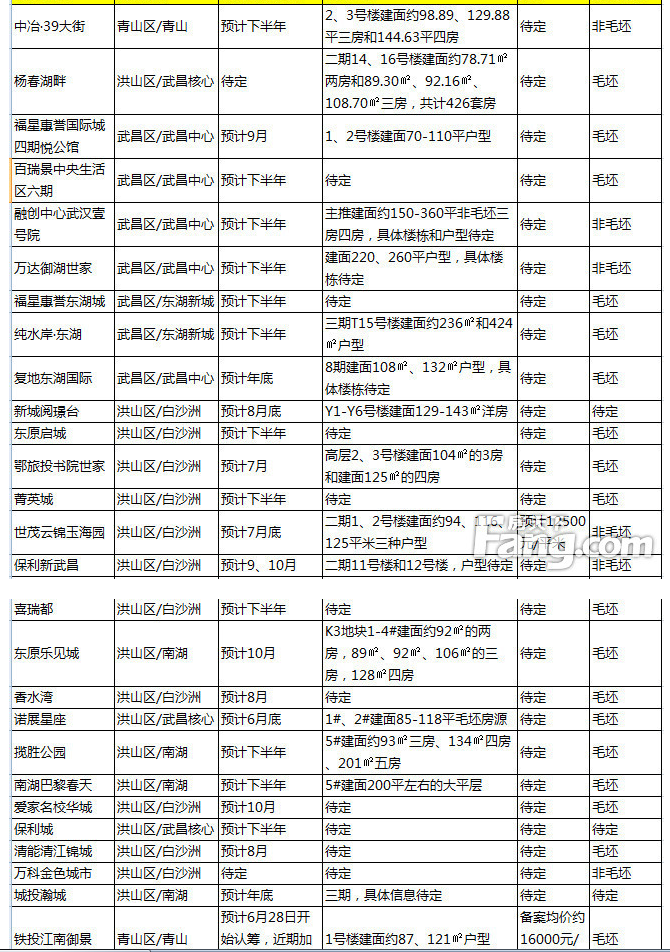 中冶·39大街 青山区/青山 预计下半年 2、3号楼建面约98.89、129.88
平三房和144.63平四房 待定 非毛坯
杨春湖畔 洪山区/武昌核心 待定 二期14、16号楼建面约78.71㎡
两房和89.30㎡、92.16㎡、
108.70㎡三房，共计426套房 待定 毛坯
福星惠誉国际城
四期悦公馆 武昌区/武昌中心 预计9月 1、2号楼建面70-110平户型 待定 毛坯
百瑞景中央生活
区六期 武昌区/武昌中心 预计下半年 待定 待定 毛坯
融创中心武汉壹
号院 武昌区/武昌中心 预计下半年 主推建面约150-360平非毛坯三
房四房，具体楼栋和户型待定 待定 非毛坯
万达御湖世家 武昌区/武昌中心 预计下半年 建面220、260平户型，具体楼
栋待定 待定 非毛坯
福星惠誉东湖城 武昌区/东湖新城 预计下半年 待定 待定 毛坯
纯水岸·东湖 武昌区/东湖新城 预计下半年 三期T15号楼建面约236㎡和424
㎡户型 待定 毛坯
复地东湖国际 武昌区/武昌中心 预计年底 8期建面108㎡、132㎡户型，具
体楼栋待定 待定 毛坯
新城阅璟台 洪山区/白沙洲 预计8月底 Y1-Y6号楼建面129-143㎡洋房 待定 待定
东原启城 洪山区/白沙洲 预计下半年 待定 待定 毛坯
鄂旅投书院世家 洪山区/白沙洲 预计7月 高层2、3号楼建面104㎡的3房
和建面125㎡的四房 待定 毛坯
菁英城 洪山区/白沙洲 预计下半年 待定 待定 毛坯
世茂云锦玉海园 洪山区/白沙洲 预计7月底 二期1、2号楼建面约94、116、
125平米三种户型 预计12500
元/平米 非毛坯
保利新武昌 洪山区/白沙洲 预计9、10月 二期11号楼和12号楼，户型待定 待定 非毛坯
房天下
Fang.com
喜瑞都 洪山区/白沙洲 预计下半年 待定 待定 毛坯
东原乐见城 洪山区/南湖 预计10月 K3地块1-4#建面约92㎡的两
房，89㎡、92㎡、106㎡的三
房，128㎡四房 待定 毛坯
香水湾 洪山区/白沙洲 预计8月 待定 待定 毛坯
诺展星座 洪山区/武昌核心 预计6月底 1#、2#建面85-118平毛坯房源 待定 毛坯
揽胜公园 洪山区/南湖 预计下半年 5#建面约93㎡三房、134㎡四房
、201㎡五房 待定 毛坯
南湖巴黎春天 洪山区/南湖 预计下半年 5#建面200平左右的大平层 待定 毛坯
爱家名校华城 洪山区/白沙洲 预计10月 待定 待定 毛坯
保利城 洪山区/武昌核心 预计下半年 待定 待定 待定
清能清江锦城 洪山区/白沙洲 预计8月 待定 待定 毛坯
万科金色城市 洪山区/白沙洲 待定 待定 待定 非毛坯
城投瀚城 洪山区/南湖 预计年底 三期，具体信息待定 待定 待定
铁投江南御景 青山区/青山 预计6月28日开
始认筹，近期加 1号楼建面约87、121㎡户型 备案均价约
16000元/ 毛坯